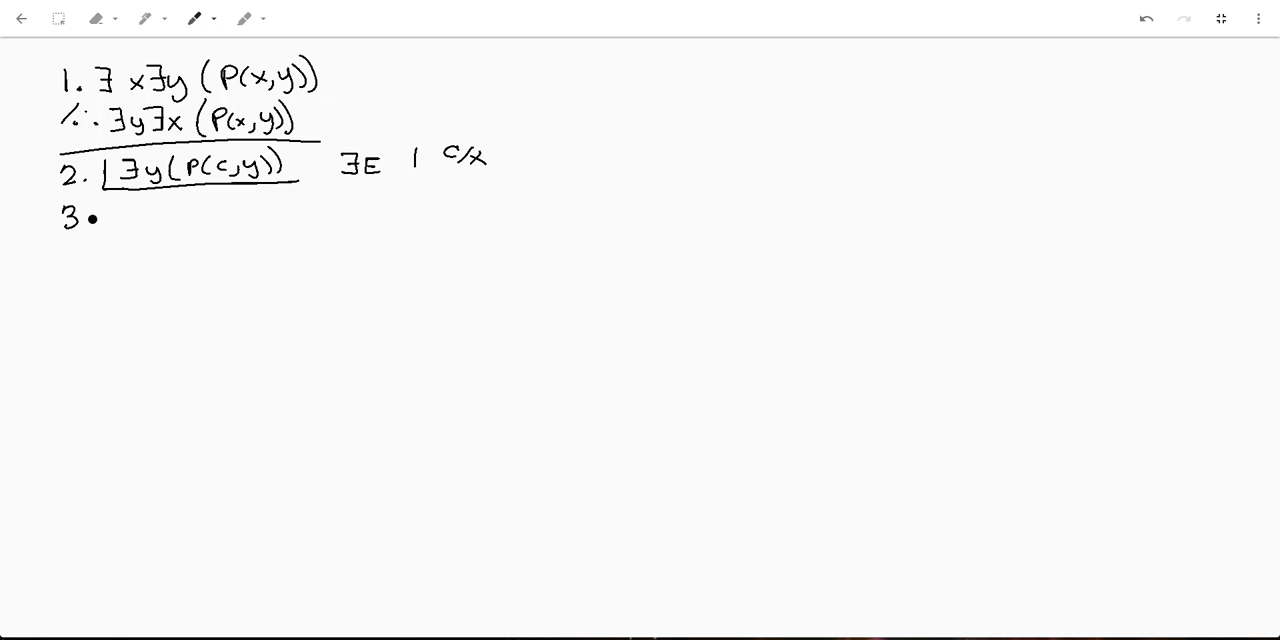 1. ∃ x∃y (P(x,y))
/∴ ∃y∃x (P(x,y))
2. ∃y(P(c,y)) ∃E 1 c/x
3.